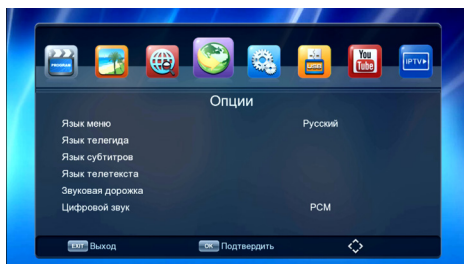 PROGRAM
You
Tube
IPTV
Опции
Язык меню Русский
Язык телегида
Язык субтитров
Язык телетекста
Звуковая дорожка
Цифровой звук PCM
EXIT Выход OK Подтвердить